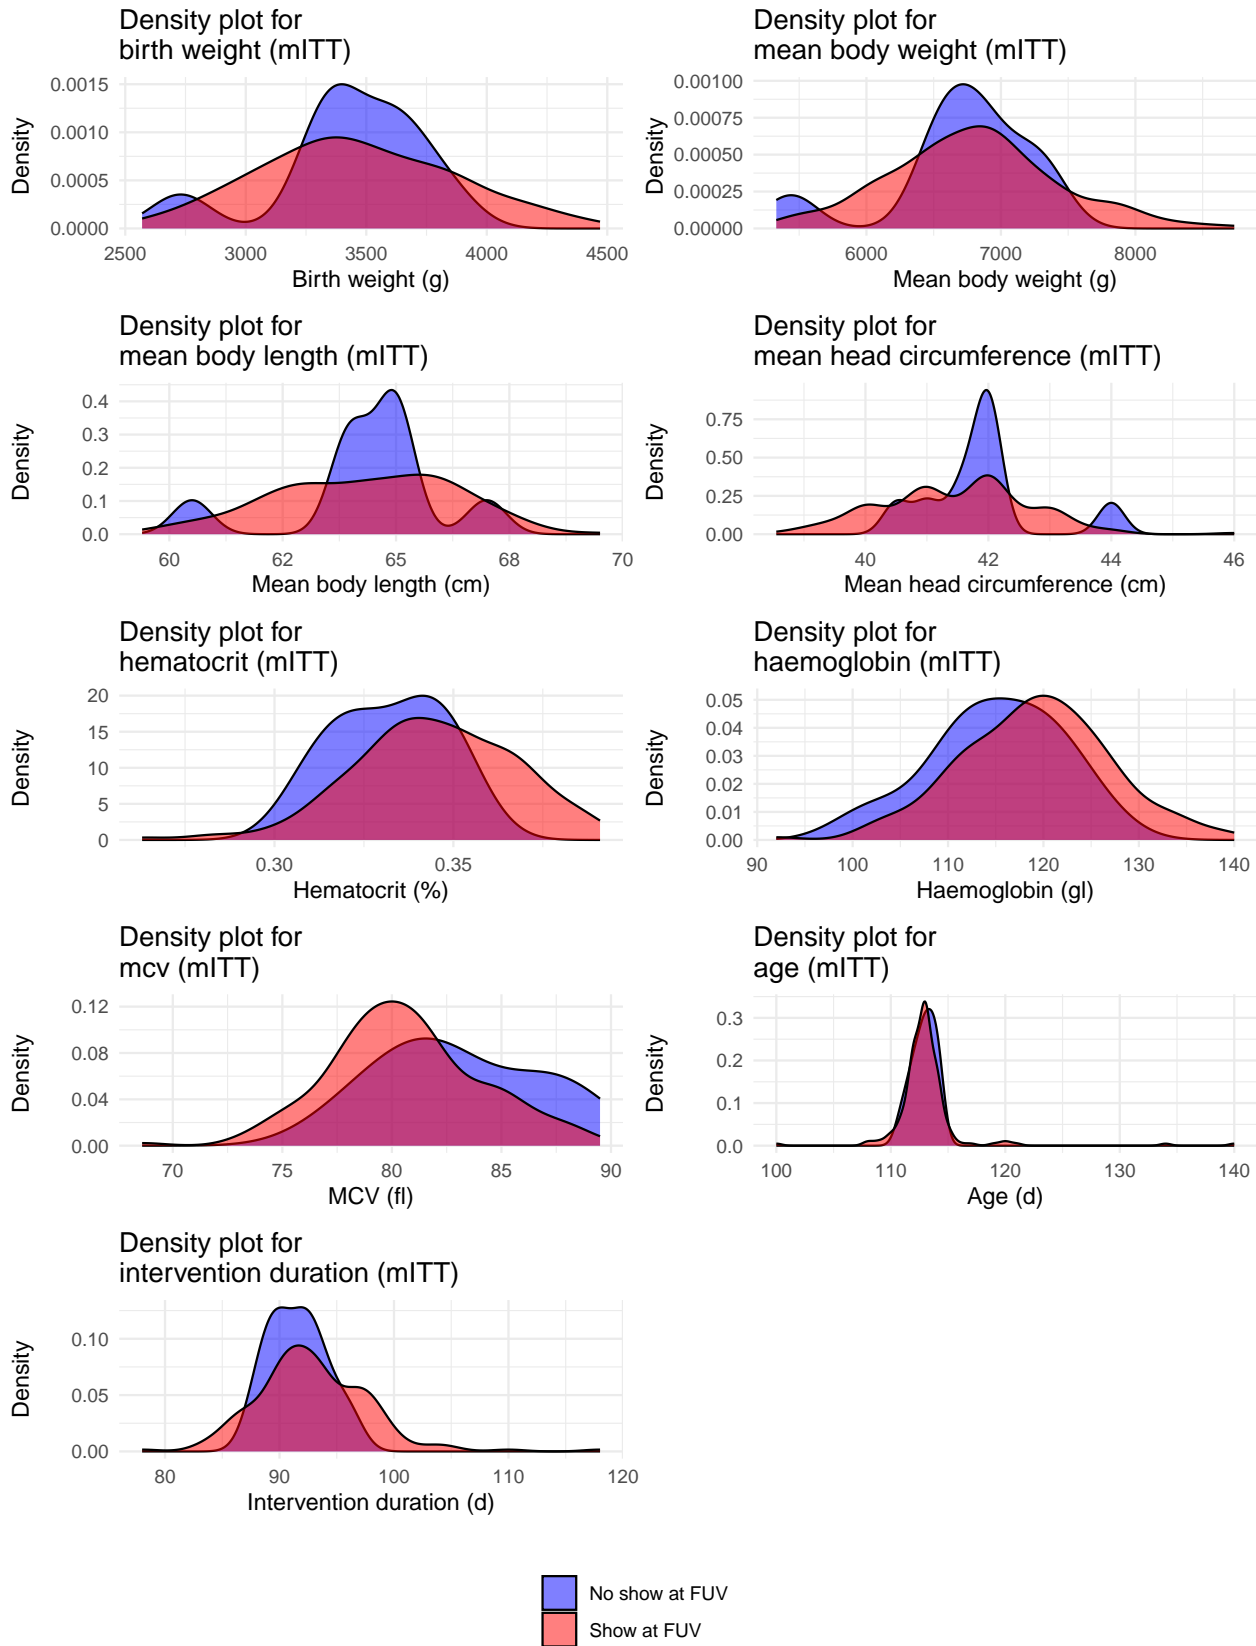 Density plot for
birth weight (mITT)
0.0015
0.0010
0.0005
0.0000
Density
2500 3000 3500 4000 4500
Birth weight (g)
Density plot for
mean body weight (mITT)
0.00100
0.00075
0.00050
0.00025
0.00000
Density
6000 7000 8000
Mean body weight (g)
Density plot for
mean body length (mITT)
0.4
0.3
0.2
0.1
0.0
Density
60 62 65 68 70
Mean body length (cm)
Density plot for
mean head circumference (mITT)
0.75
0.50
0.25
0.00
Density
40 42 44 46
Mean head circumference (cm)
Density plot for
hematocrit (mITT)
20
15
10
5
0
Density
0.30 0.35
Hematocrit (%)
Density plot for
haemoglobin (mITT)
0.05
0.04
0.03
0.02
0.01
0.00
Density
90 100 110 120 130 140
Haemoglobin (gl)
Density plot for
mcv (mITT)
0.12
0.08
0.04
0.00
Density
70 75 80 85 90
MCV (fl)
Density plot for
age (mITT)
0.3
0.2
0.1
0.0
Density
100 110 120 130 140
Age (d)
Density plot for
intervention duration (mITT)
0.10
0.05
0.00
Density
80 90 100 110 120
Intervention duration (d)
No show at FUV
Show at FUV